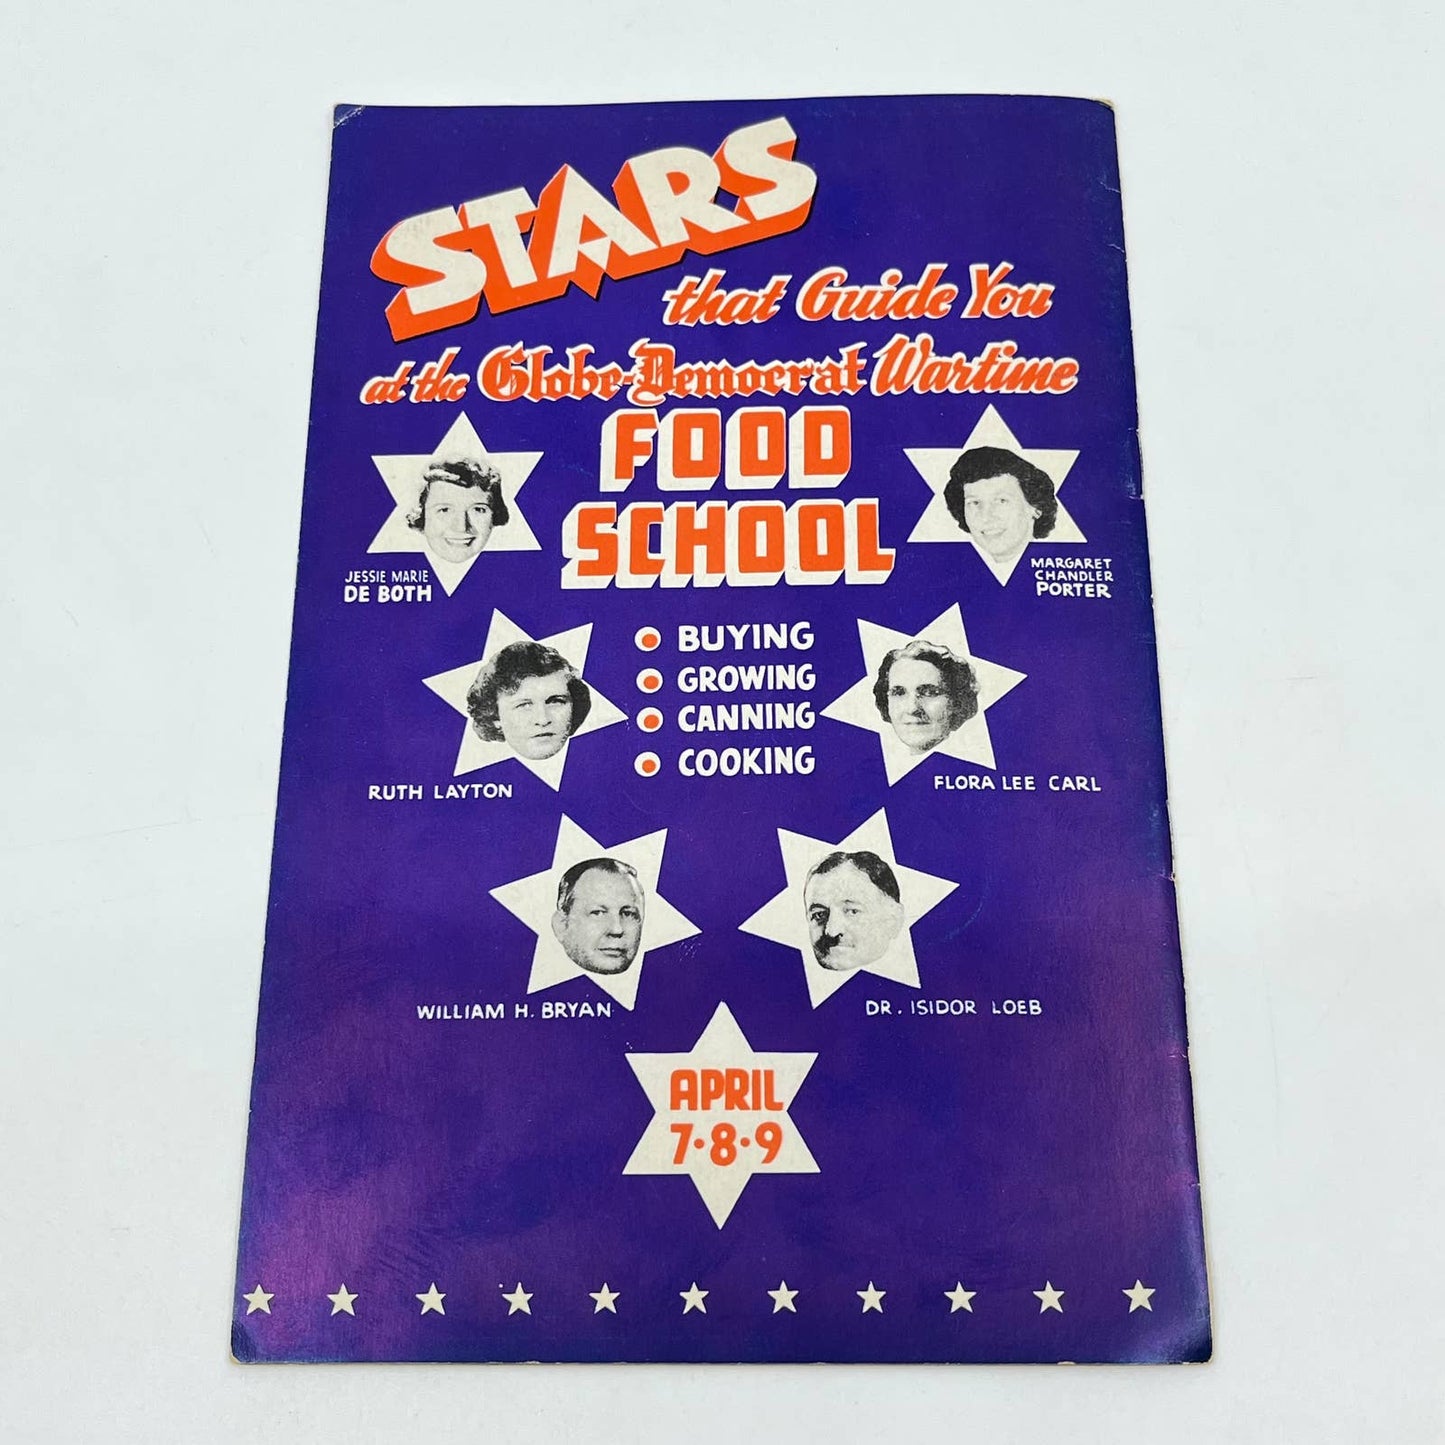 STARS
that Guide You
at the Globe-Democrat Wartime
FOOD
SCHOOL
JESSIE MARIE
DE BOTH
MARGARET
CHANDLER
PORTER
BUYING
GROWING
CANNING
COOKING
RUTH LAYTON
FLORA LEE CARL
WILLIAM H. BRYAN
DR. ISIDOR LOEB
APRIL
7·8·9